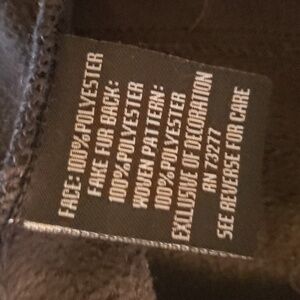 FACE: 100% POLYESTER
FAKE FUR BACK:
100% POLYESTER
WOVEN PATTERN:
100% POLYESTER
EXCLUSIVE OF DECORATION
RN 73277
SEE REVERSE FOR CARE